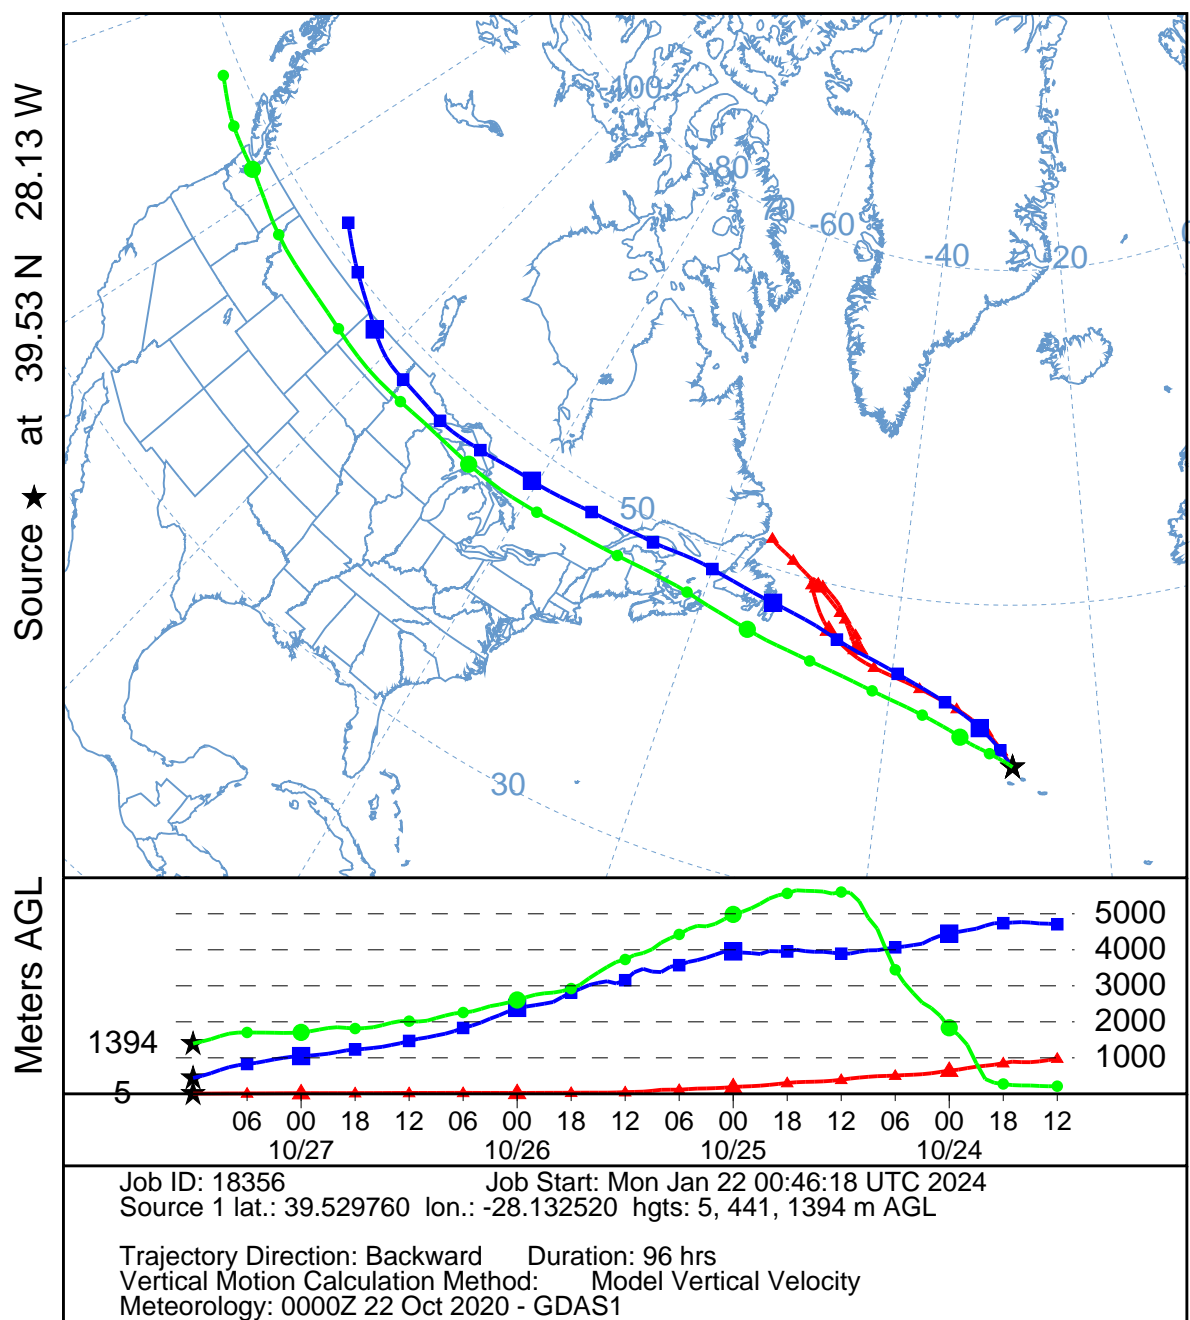 Source ★ at 39.53 N 28.13 W
-100
-80
-60
-40
-20
50
30
Meters AGL
5000
4000
3000
2000
1000
1394
5
06 00 18 12 06 00 18 12 06 00 18 12 06 00 18 12
10/27 10/26 10/25 10/24
Job ID: 18356 Job Start: Mon Jan 22 00:46:18 UTC 2024
Source 1 lat.: 39.529760 lon.: -28.132520 hgts: 5, 441, 1394 m AGL
Trajectory Direction: Backward Duration: 96 hrs
Vertical Motion Calculation Method: Model Vertical Velocity
Meteorology: 0000Z 22 Oct 2020 - GDAS1